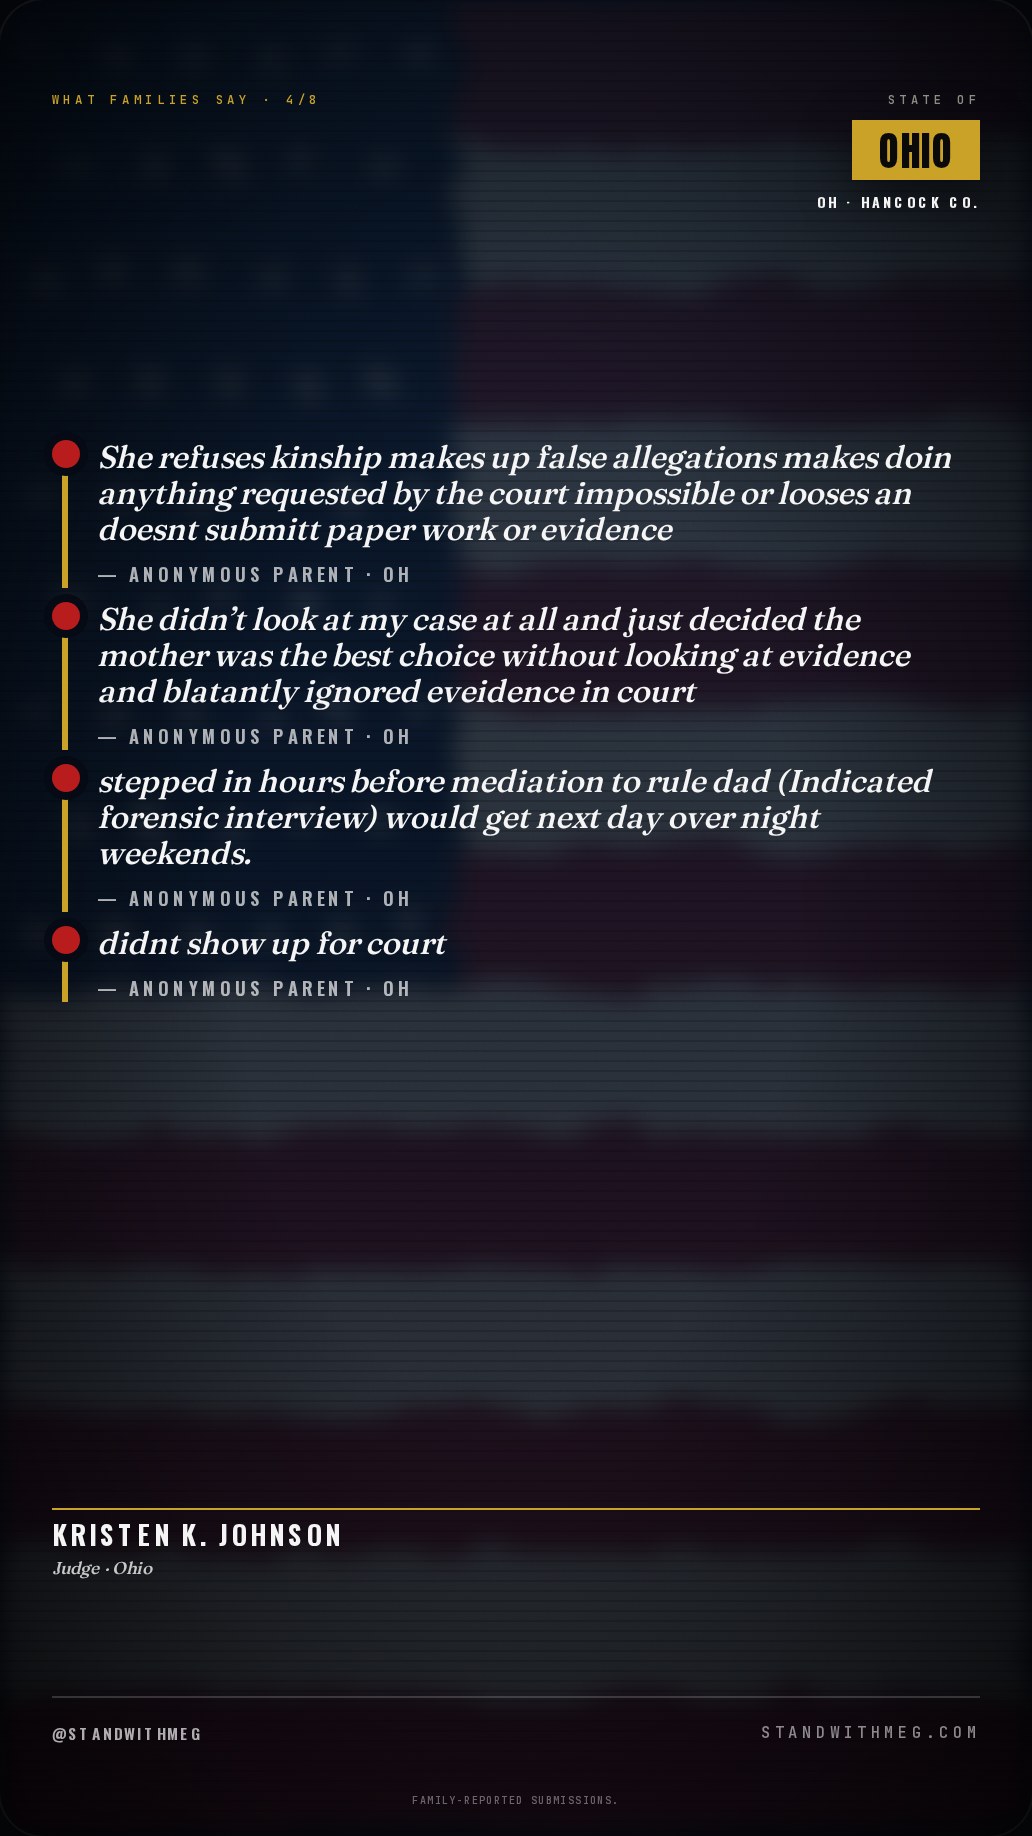 WHAT FAMILIES SAY · 4/8
STATE OF
OHIO
OH · HANCOCK CO.
She refuses kinship makes up false allegations makes doin
anything requested by the court impossible or looses an
doesnt submitt paper work or evidence
— ANONYMOUS PARENT · OH
She didn’t look at my case at all and just decided the
mother was the best choice without looking at evidence
and blatantly ignored eveidence in court
— ANONYMOUS PARENT · OH
stepped in hours before mediation to rule dad (Indicated
forensic interview) would get next day over night
weekends.
— ANONYMOUS PARENT · OH
didnt show up for court
— ANONYMOUS PARENT · OH
KRISTEN K. JOHNSON
Judge · Ohio
@STANDWITHMEG
STANDWITHMEG.COM
FAMILY-REPORTED SUBMISSIONS.